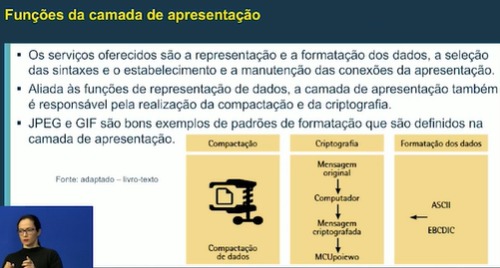 Funções da camada de apresentação
▪ Os serviços oferecidos são a representação e a formatação dos dados, a seleção
das sintaxes e o estabelecimento e a manutenção das conexões da apresentação.
▪ Aliada às funções de representação de dados, a camada de apresentação também
é responsável pela realização da compactação e da criptografia.
▪ JPEG e GIF são bons exemplos de padrões de formatação que são definidos na
camada de apresentação.
Fonte: adaptado – livro-texto
Compactação
Compactação
de dados
Criptografia
Mensagem
original
Computador
Mensagem
criptografada
MCUpoiewo
Formatação dos dados
ASCII
EBCDIC